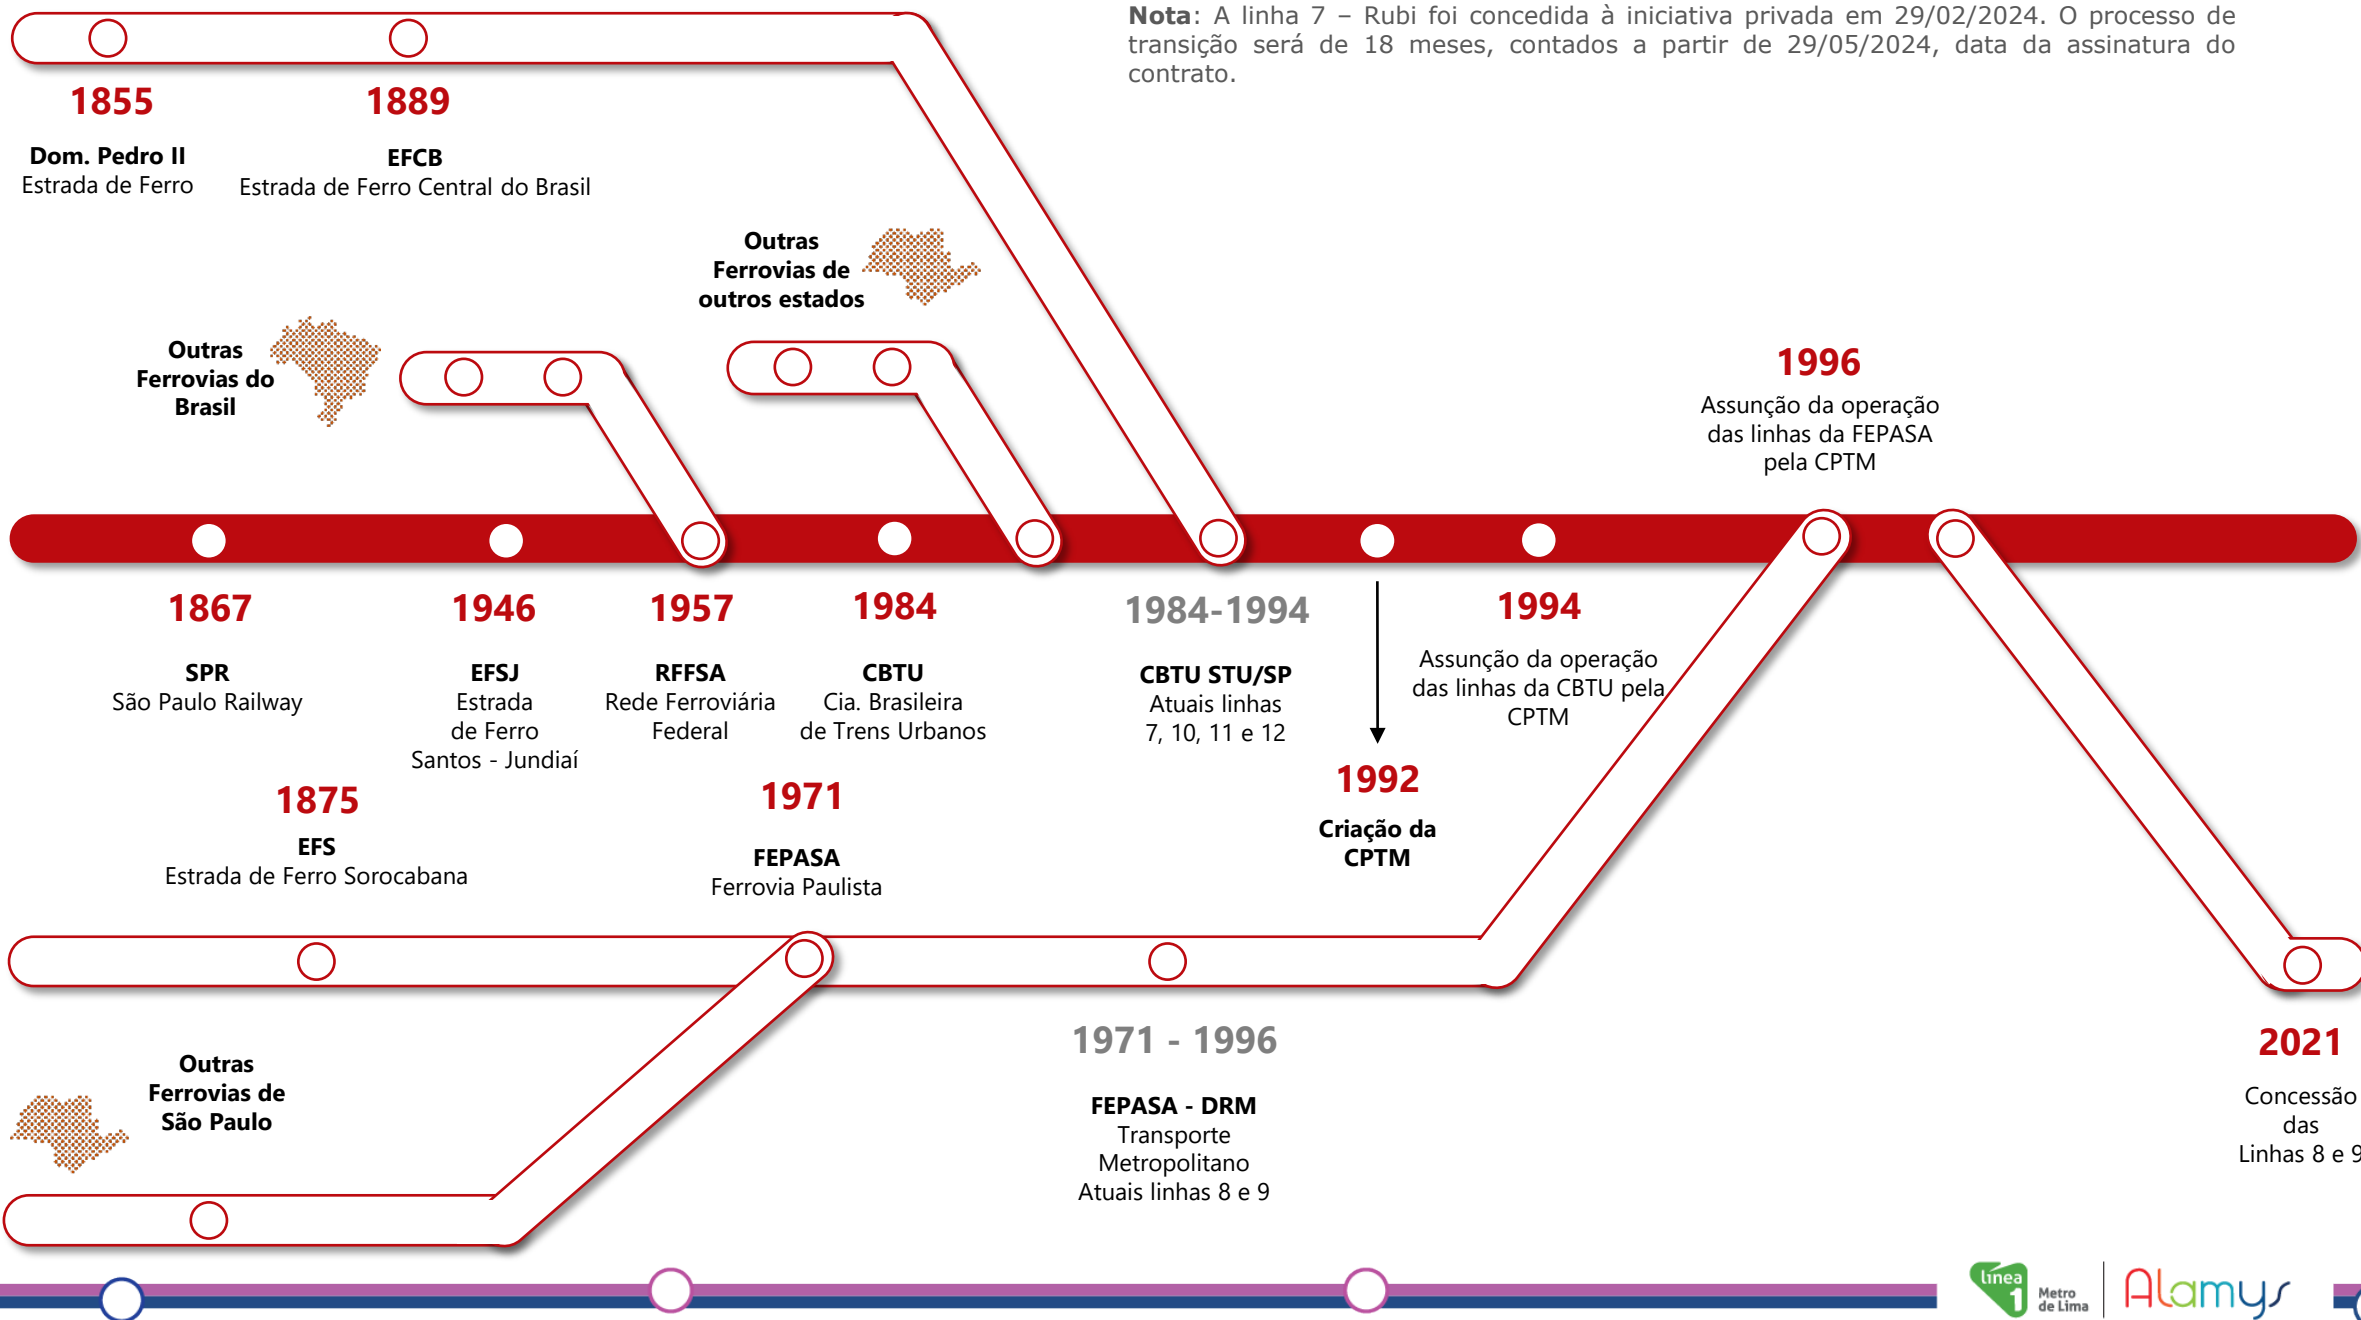 Nota: A linha 7 – Rubi foi concedida à iniciativa privada em 29/02/2024. O processo de
transição será de 18 meses, contados a partir de 29/05/2024, data da assinatura do
contrato.
1855
Dom. Pedro II
Estrada de Ferro
1889
EFCB
Estrada de Ferro Central do Brasil
Outras
Ferrovias de
outros estados
Outras
Ferrovias do
Brasil
1996
Assunção da operação
das linhas da FEPASA
pela CPTM
1867
SPR
São Paulo Railway
1946
EFSJ
Estrada
de Ferro
Santos - Jundiaí
1957
RFFSA
Rede Ferroviária
Federal
1984
CBTU
Cia. Brasileira
de Trens Urbanos
1984-1994
CBTU STU/SP
Atuais linhas
7, 10, 11 e 12
1992
Criação da
CPTM
1994
Assunção da operação
das linhas da CBTU pela
CPTM
1875
EFS
Estrada de Ferro Sorocabana
1971
FEPASA
Ferrovia Paulista
1971 - 1996
FEPASA - DRM
Transporte
Metropolitano
Atuais linhas 8 e 9
Outras
Ferrovias de
São Paulo
2021
Concessão
das
Linhas 8 e 9
línea
1
Metro
de Lima
Alamys